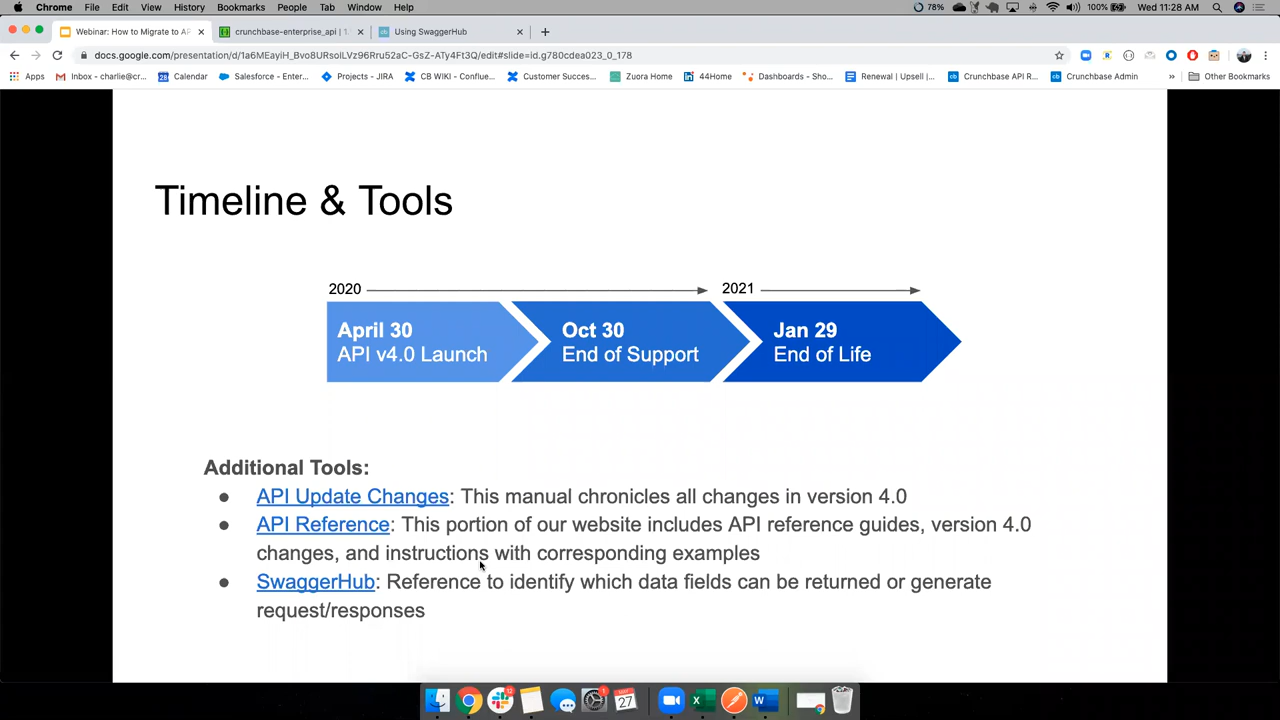 Chrome File Edit View History Bookmarks People Tab Window Help 78% 100% Wed 11:28 AM
Webinar: How to Migrate to AP crunchbase-enterprise_api | 1. Using SwaggerHub
docs.google.com/presentation/d/1a6MEayiH_Bvo8URsoiLVz96Rru52aC-GsZ-ATy4Ft3Q/edit#slide=id.g780cdea023_0_178
Apps Inbox - charlie@cr... Calendar Salesforce - Enter... Projects - JIRA CB WIKI - Conflue... Customer Succes... Zuora Home 44Home Dashboards - Sho... Renewal | Upsell |... Crunchbase API R... Crunchbase Admin » Other Bookmarks
Timeline & Tools
2020 2021
April 30 Oct 30 Jan 29
API v4.0 Launch End of Support End of Life
Additional Tools:
● API Update Changes: This manual chronicles all changes in version 4.0
● API Reference: This portion of our website includes API reference guides, version 4.0
changes, and instructions with corresponding examples
● SwaggerHub: Reference to identify which data fields can be returned or generate
request/responses